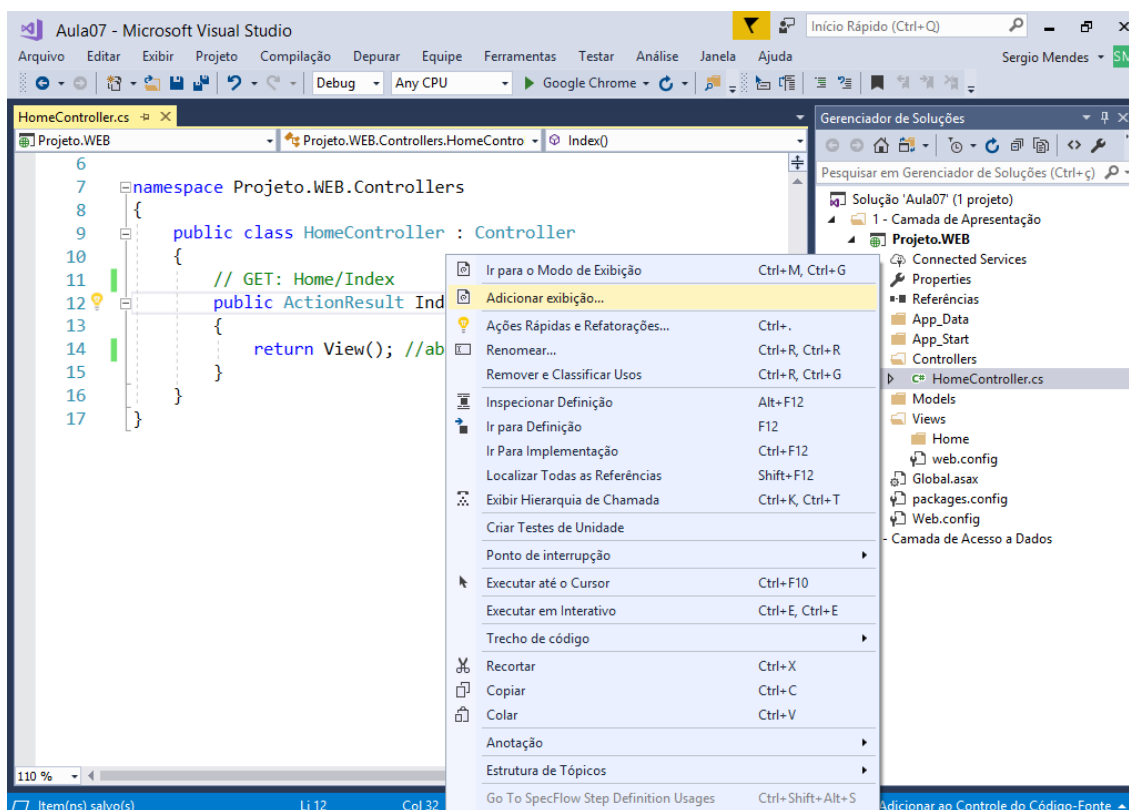 Aula07 - Microsoft Visual Studio
Início Rápido (Ctrl+Q)
Arquivo Editar Exibir Projeto Compilação Depurar Equipe Ferramentas Testar Análise Janela Ajuda
Sergio Mendes
SM
Debug Any CPU Google Chrome
HomeController.cs
Projeto.WEB
Projeto.WEB.Controllers.HomeContro
Index()
6
7 namespace Projeto.WEB.Controllers
8 {
9 public class HomeController : Controller
10 {
11 // GET: Home/Index
12 public ActionResult Ind
13 {
14 return View(); //ab
15 }
16 }
17 }
110 %
Item(ns) salvo(s)
Li 12
Col 32
Adicionar ao Controle do Código-Fonte
Ir para o Modo de Exibição Ctrl+M, Ctrl+G
Adicionar exibição...
Ações Rápidas e Refatorações... Ctrl+.
Renomear... Ctrl+R, Ctrl+R
Remover e Classificar Usos Ctrl+R, Ctrl+G
Inspecionar Definição Alt+F12
Ir para Definição F12
Ir Para Implementação Ctrl+F12
Localizar Todas as Referências Shift+F12
Exibir Hierarquia de Chamada Ctrl+K, Ctrl+T
Criar Testes de Unidade
Ponto de interrupção
Executar até o Cursor Ctrl+F10
Executar em Interativo Ctrl+E, Ctrl+E
Trecho de código
Recortar Ctrl+X
Copiar Ctrl+C
Colar Ctrl+V
Anotação
Estrutura de Tópicos
Go To SpecFlow Step Definition Usages Ctrl+Shift+Alt+S
Gerenciador de Soluções
Pesquisar em Gerenciador de Soluções (Ctrl+ç)
Solução 'Aula07' (1 projeto)
1 - Camada de Apresentação
Projeto.WEB
Connected Services
Properties
Referências
App_Data
App_Start
Controllers
C# HomeController.cs
Models
Views
Home
web.config
Global.asax
packages.config
Web.config
- Camada de Acesso a Dados